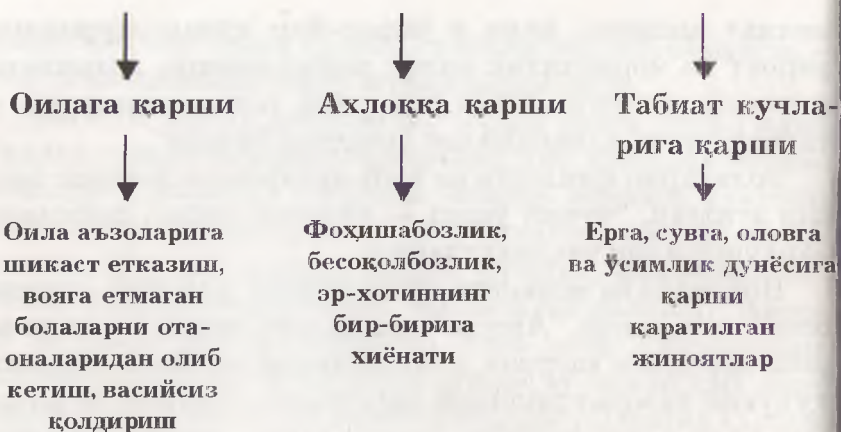 Оилага қарши
Ахлоққа қарши
Табиат кучла-
рига қарши
Оила аъзоларига
шикаст етказиш,
вояга етмаган
болаларни ота-
оналаридан олиб
кетиш, васийсиз
қолдириш
Фоҳишабозлик,
бесоқолбозлик,
эр-хотиннинг
бир-бирига
хиёнати
Ерга, сувга, оловга
ва ўсимлик дунёсига
қарши
қаратилган
жиноятлар